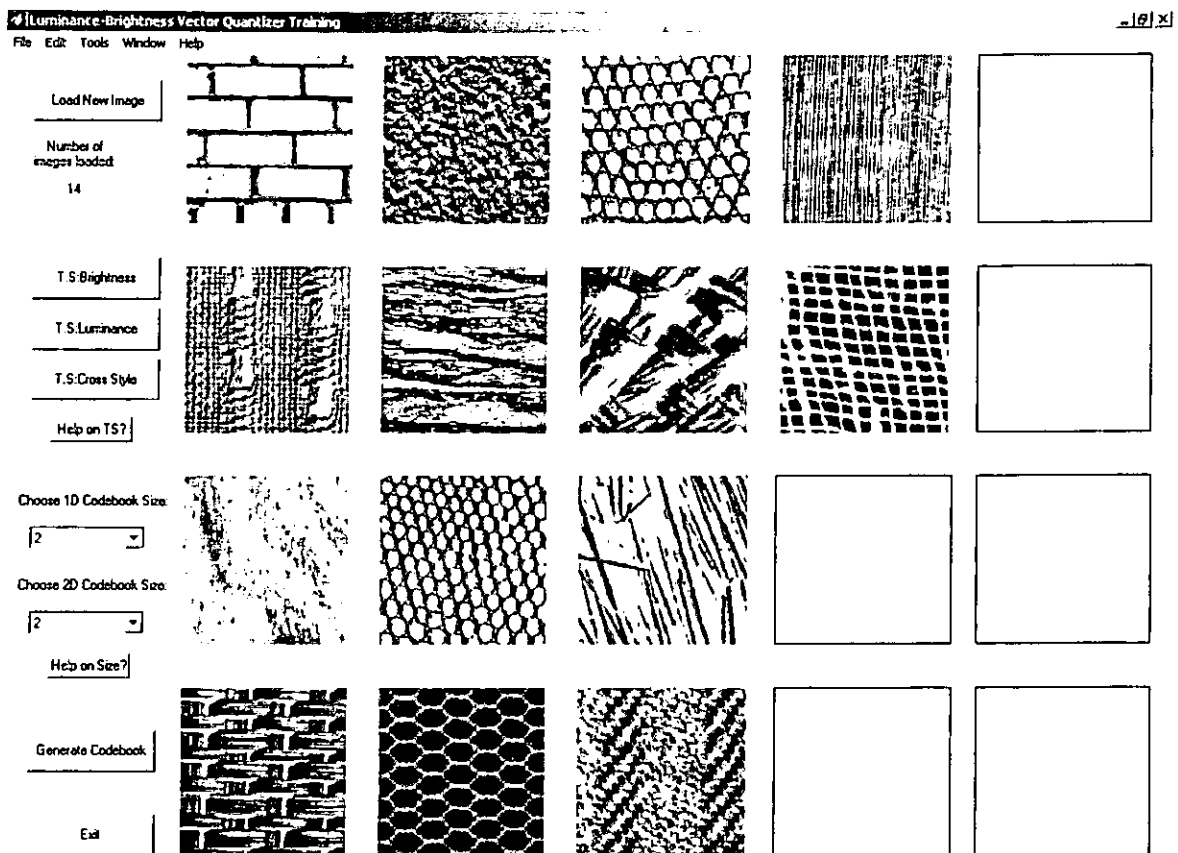 Luminance-Brightness Vector Quantizer Training
File Edit Tools Window Help
Load New Image
Number of
images loaded:
14
T.S:Brightness
T.S:Luminance
T.S:Cross Style
Help on TS?
Choose 1D Codebook Size:
2
Choose 2D Codebook Size:
2
Help on Size?
Generate Codebook
Exit